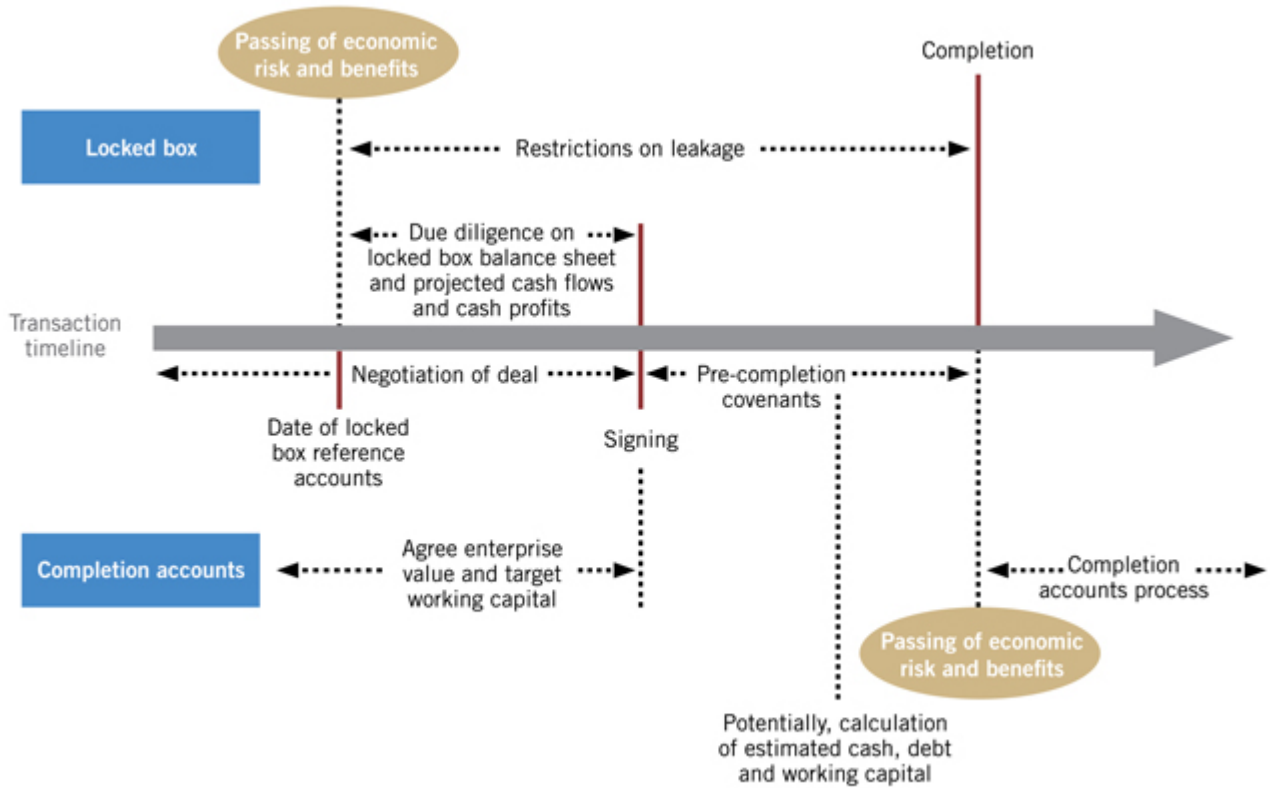 Passing of economic
risk and benefits
Completion
Locked box
Restrictions on leakage
Due diligence on
locked box balance sheet
and projected cash flows
and cash profits
Transaction
timeline
Negotiation of deal
Pre-completion
covenants
Date of locked
box reference
accounts
Signing
Completion accounts
Agree enterprise
value and target
working capital
Completion
accounts process
Passing of economic
risk and benefits
Potentially, calculation
of estimated cash, debt
and working capital